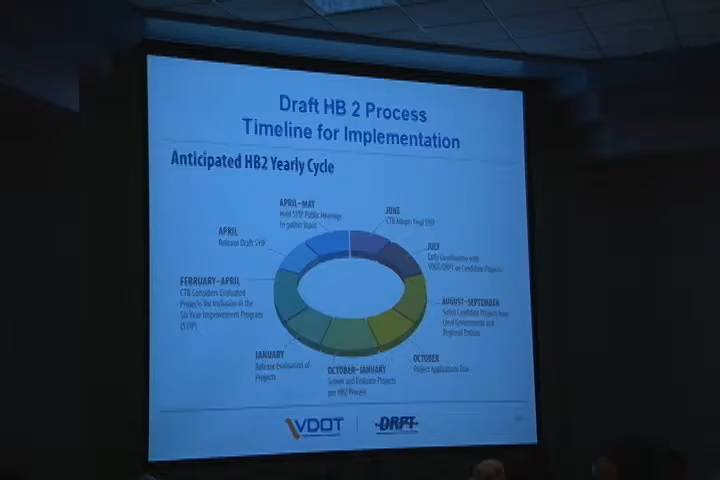 Draft HB 2 Process
Timeline for Implementation
Anticipated HB2 Yearly Cycle
APRIL–MAY
Hold SYIP Public Hearings
to gather input
JUNE
CTB Adopts Final SYIP
APRIL
Release Draft SYIP
JULY
Early Coordination with
VDOT/DRPT on Candidate Projects
FEBRUARY–APRIL
CTB Considers Evaluated
Projects for Inclusion in the
Six Year Improvement Program
(SYIP)
AUGUST–SEPTEMBER
Solicit Candidate Projects from
Local Governments and
Regional Entities
JANUARY
Release Evaluation of
Projects
OCTOBER–JANUARY
Screen and Evaluate Projects
per HB2 Process
OCTOBER
Project Applications Due
VDOT
DRPT